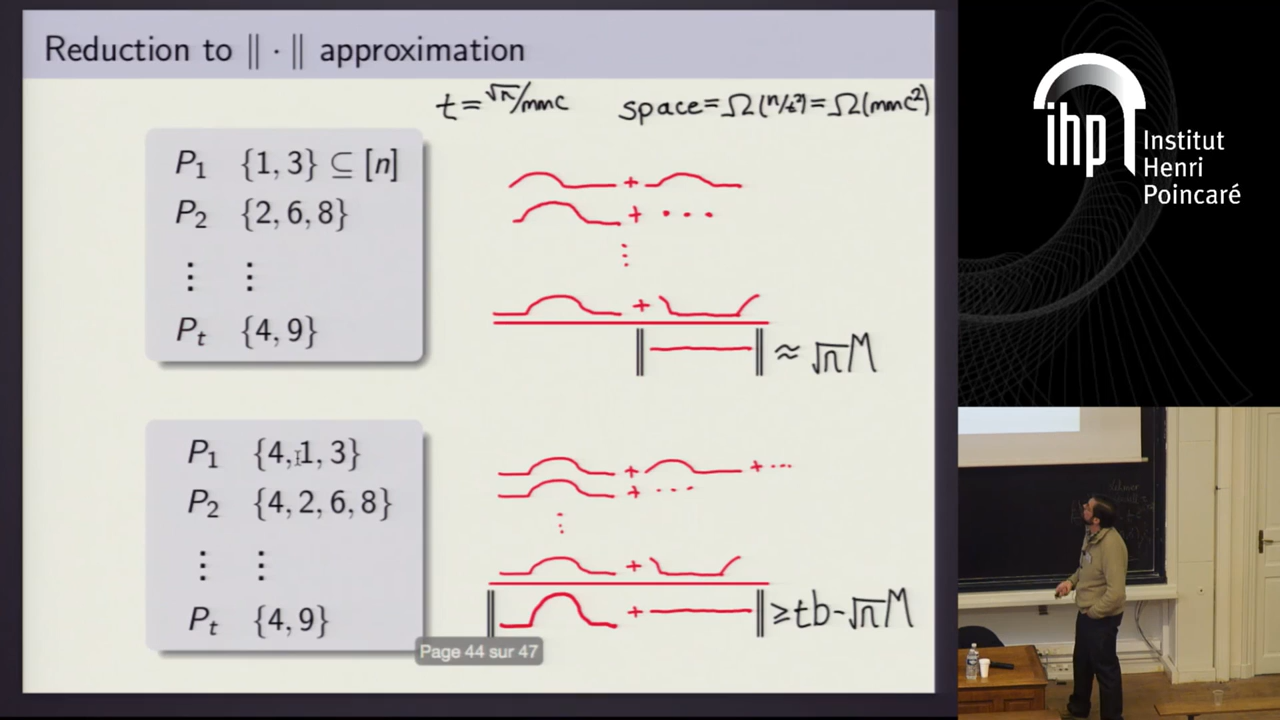 Reduction to ∥ · ∥ approximation
t = √n/mmc space = Ω(n/t²) = Ω(mmc²)
P₁ {1, 3} ⊆ [n]
P₂ {2, 6, 8}
⋮ ⋮
Pₜ {4, 9}
+
+ ...
⋮
+
∥ ∥ ≈ √n M
P₁ {4, 1, 3}
P₂ {4, 2, 6, 8}
⋮ ⋮
Pₜ {4, 9}
+ + ...
+ ...
⋮
+
∥ + ∥ ≥ tb - √n M
Page 44 sur 47
ihp
Institut
Henri
Poincaré